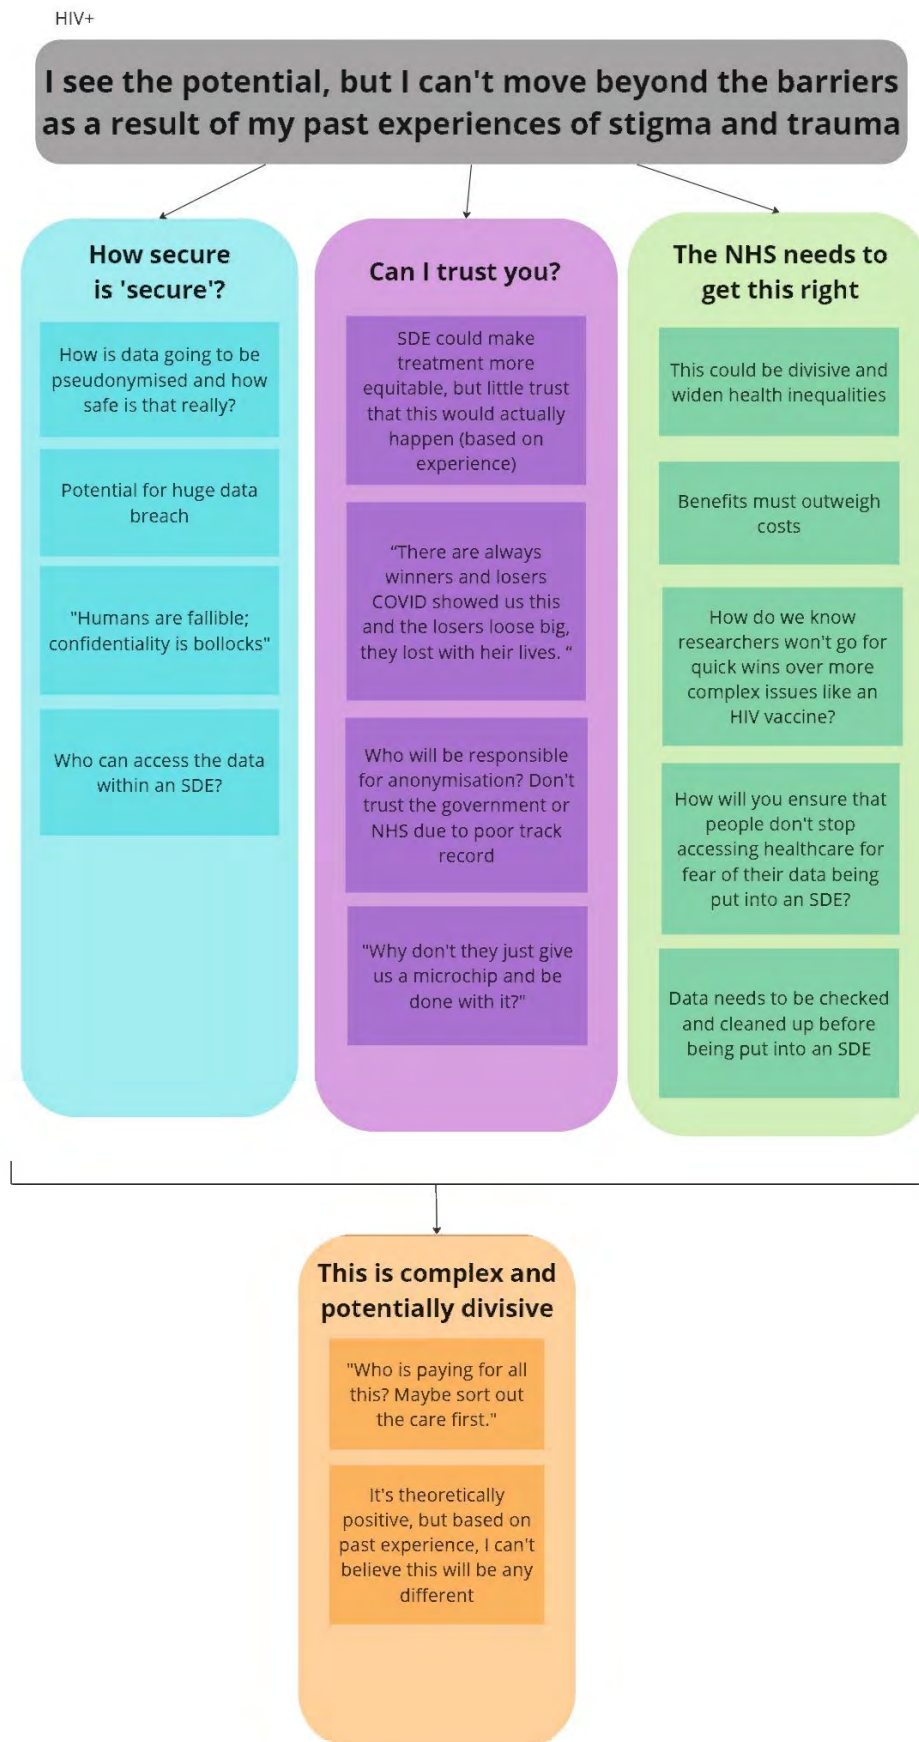 HIV+
I see the potential, but I can't move beyond the barriers
as a result of my past experiences of stigma and trauma
How secure
is 'secure'?
How is data going to be
pseudonymised and how
safe is that really?
Potential for huge data
breach
"Humans are fallible;
confidentiality is bollocks"
Who can access the data
within an SDE?
Can I trust you?
SDE could make
treatment more
equitable, but little trust
that this would actually
happen (based on
experience)
“There are always
winners and losers
COVID showed us this
and the losers loose big,
they lost with heir lives. “
Who will be responsible
for anonymisation? Don't
trust the government or
NHS due to poor track
record
"Why don't they just give
us a microchip and be
done with it?"
The NHS needs to
get this right
This could be divisive and
widen health inequalities
Benefits must outweigh
costs
How do we know
researchers won't go for
quick wins over more
complex issues like an
HIV vaccine?
How will you ensure that
people don't stop
accessing healthcare for
fear of their data being
put into an SDE?
Data needs to be checked
and cleaned up before
being put into an SDE
This is complex and
potentially divisive
"Who is paying for all
this? Maybe sort out
the care first."
It's theoretically
positive, but based on
past experience, I can't
believe this will be any
different